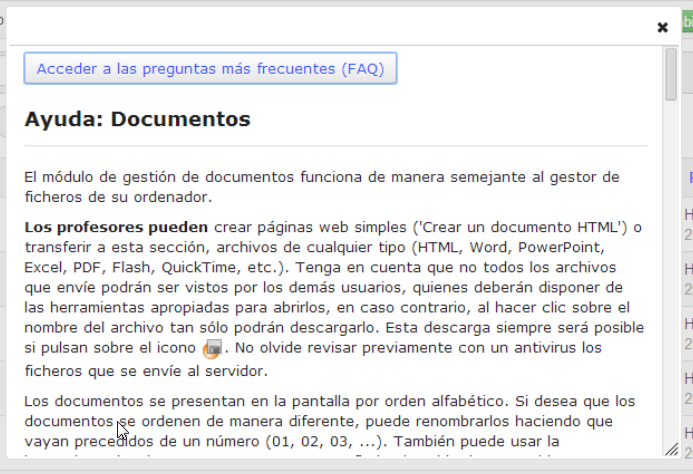 Acceder a las preguntas más frecuentes (FAQ)
Ayuda: Documentos
El módulo de gestión de documentos funciona de manera semejante al gestor de
ficheros de su ordenador.
Los profesores pueden crear páginas web simples ('Crear un documento HTML') o
transferir a esta sección, archivos de cualquier tipo (HTML, Word, PowerPoint,
Excel, PDF, Flash, QuickTime, etc.). Tenga en cuenta que no todos los archivos
que envíe podrán ser vistos por los demás usuarios, quienes deberán disponer de
las herramientas apropiadas para abrirlos, en caso contrario, al hacer clic sobre el
nombre del archivo tan sólo podrán descargarlo. Esta descarga siempre será posible
si pulsan sobre el icono . No olvide revisar previamente con un antivirus los
ficheros que se envíe al servidor.
Los documentos se presentan en la pantalla por orden alfabético. Si desea que los
documentos se ordenen de manera diferente, puede renombrarlos haciendo que
vayan precedidos de un número (01, 02, 03, ...). También puede usar la